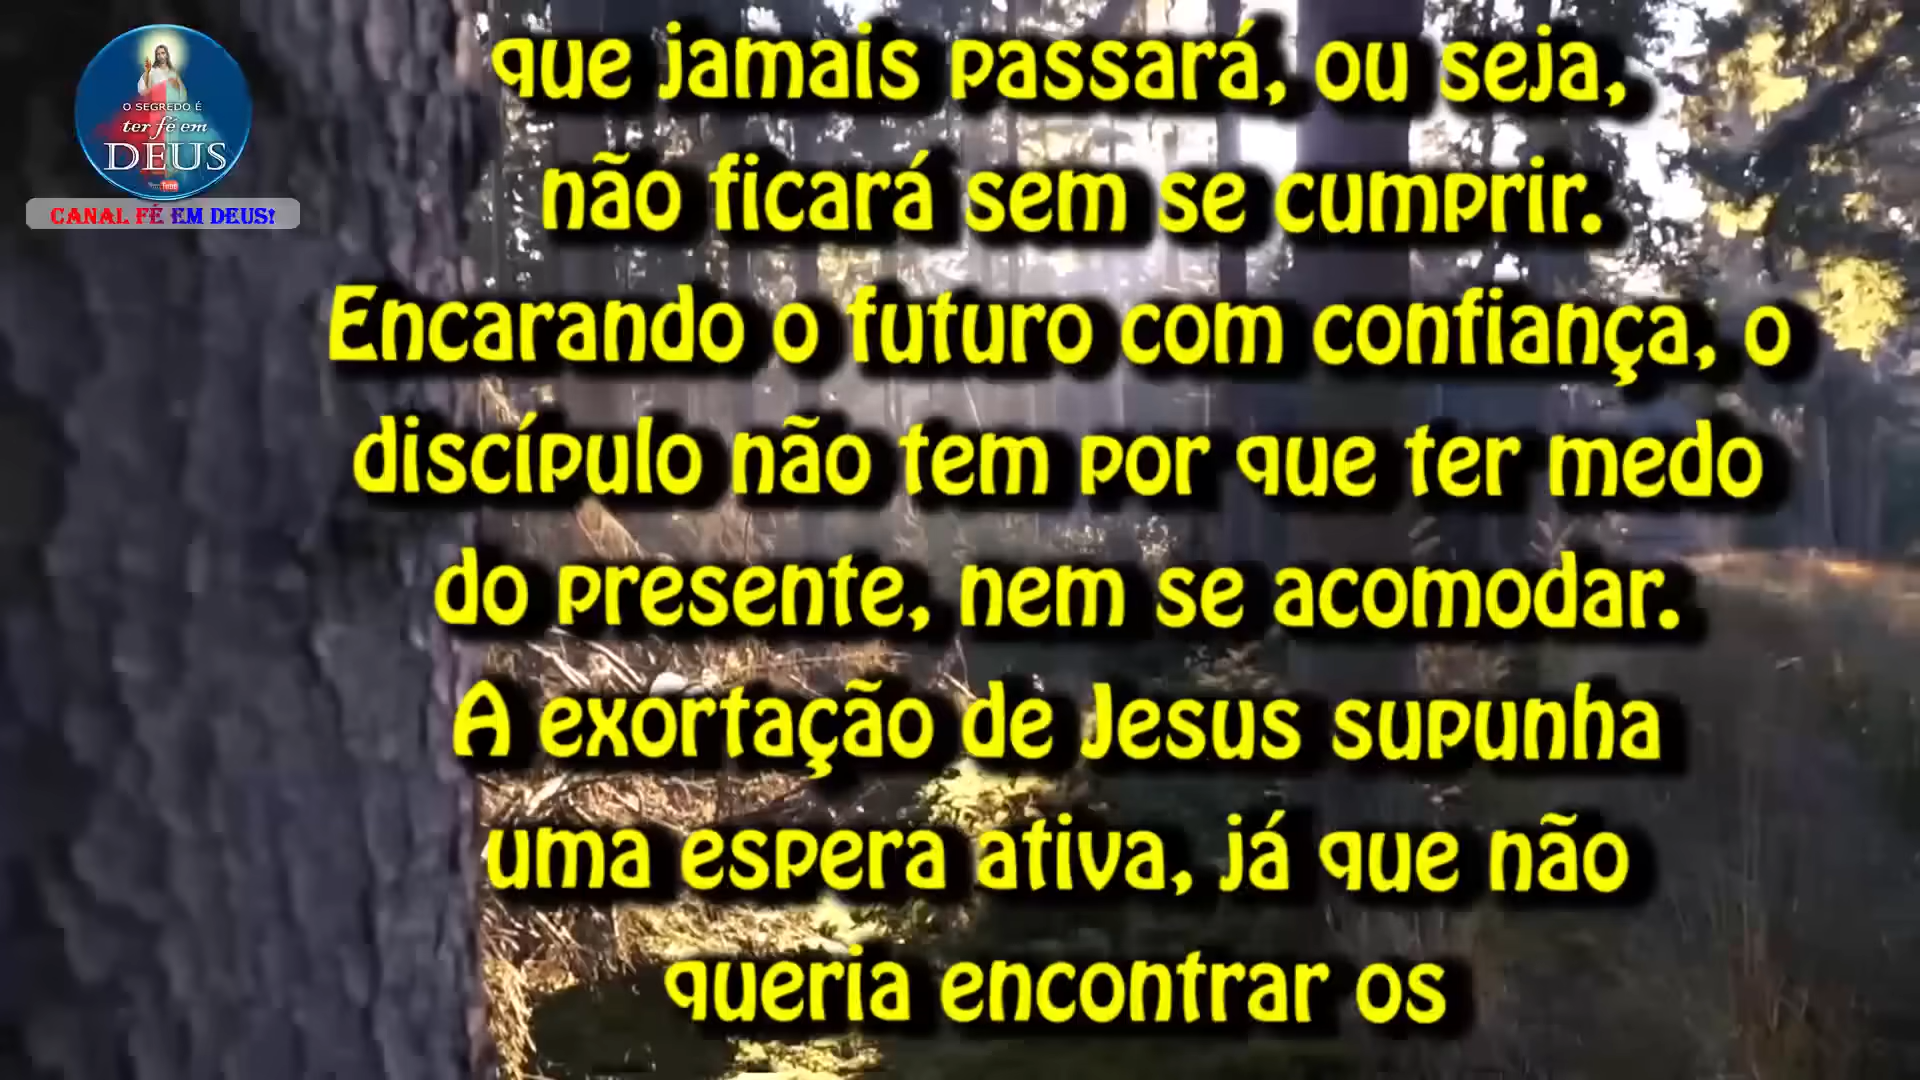 O SEGREDO É
ter fé em
DEUS
YouTube
CANAL FÉ EM DEUS!
que jamais passará, ou seja,
não ficará sem se cumprir.
Encarando o futuro com confiança, o
discípulo não tem por que ter medo
do presente, nem se acomodar.
A exortação de Jesus supunha
uma espera ativa, já que não
queria encontrar os